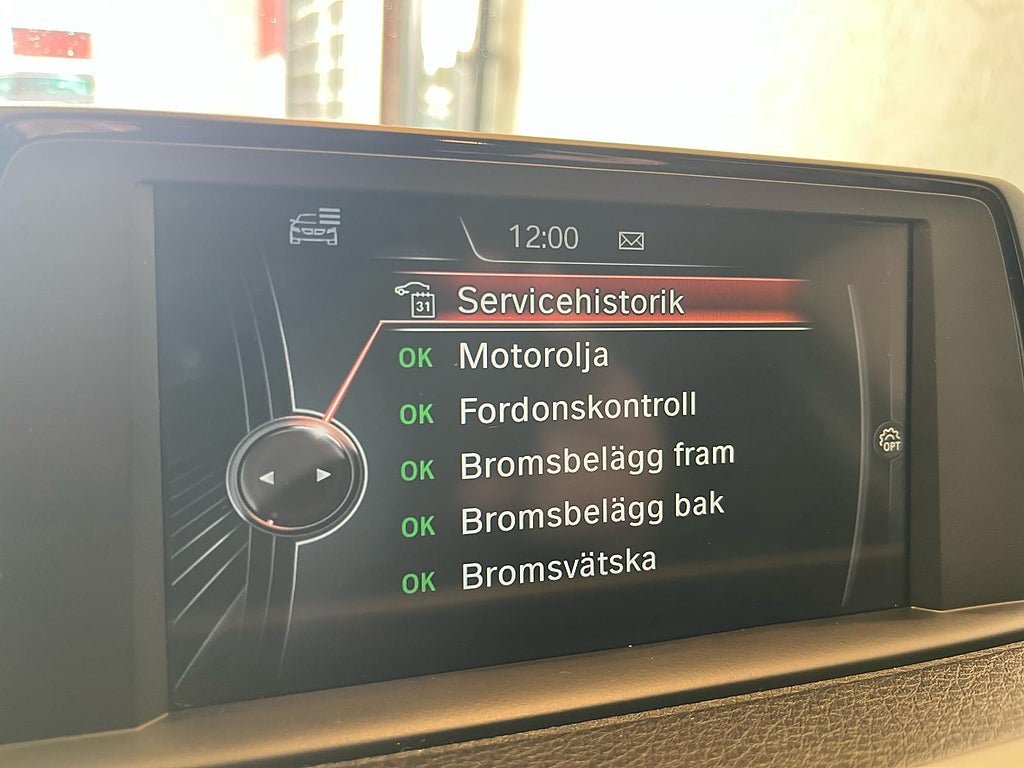 12:00
31 Servicehistorik
OK Motorolja
OK Fordonskontroll
OK Bromsbelägg fram
OK Bromsbelägg bak
OK Bromsvätska
OPT